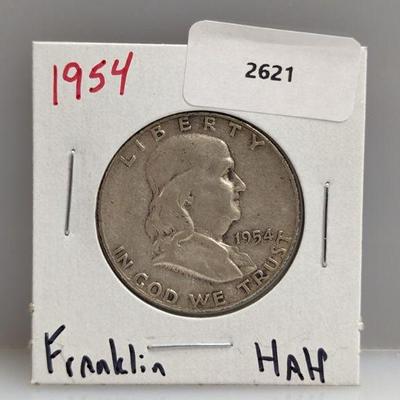 2621
1954
LIBERTY
1954
IN GOD WE TRUST
Franklin Half